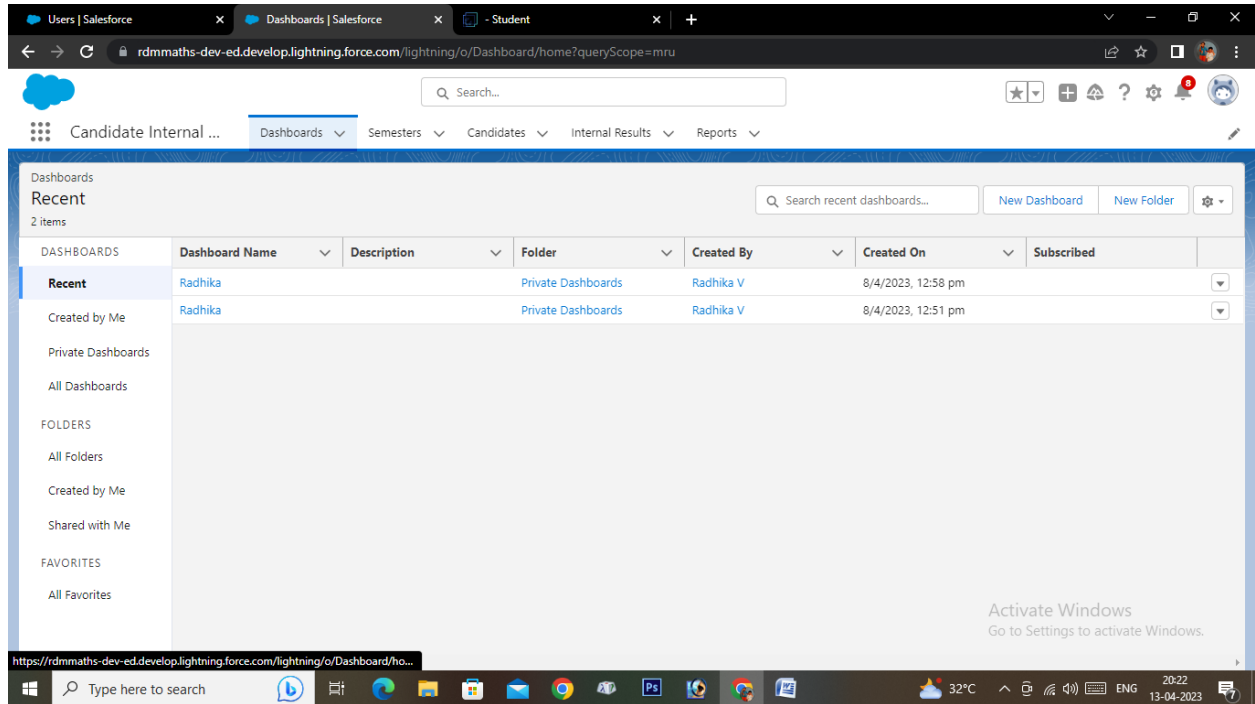 Users | Salesforce
Dashboards | Salesforce
- Student
rdmmaths-dev-ed.develop.lightning.force.com/lightning/o/Dashboard/home?queryScope=mru
Search...
8
Candidate Internal ...
Dashboards
Semesters
Candidates
Internal Results
Reports
Dashboards
Recent
2 items
Search recent dashboards...
New Dashboard
New Folder
DASHBOARDS
Dashboard Name Description Folder Created By Created On Subscribed
Recent
Radhika Private Dashboards Radhika V 8/4/2023, 12:58 pm
Created by Me
Radhika Private Dashboards Radhika V 8/4/2023, 12:51 pm
Private Dashboards
All Dashboards
FOLDERS
All Folders
Created by Me
Shared with Me
FAVORITES
All Favorites
Activate Windows
Go to Settings to activate Windows.
https://rdmmaths-dev-ed.develop.lightning.force.com/lightning/o/Dashboard/ho...
Type here to search
Ps
32°C
ENG
20:22
13-04-2023
7